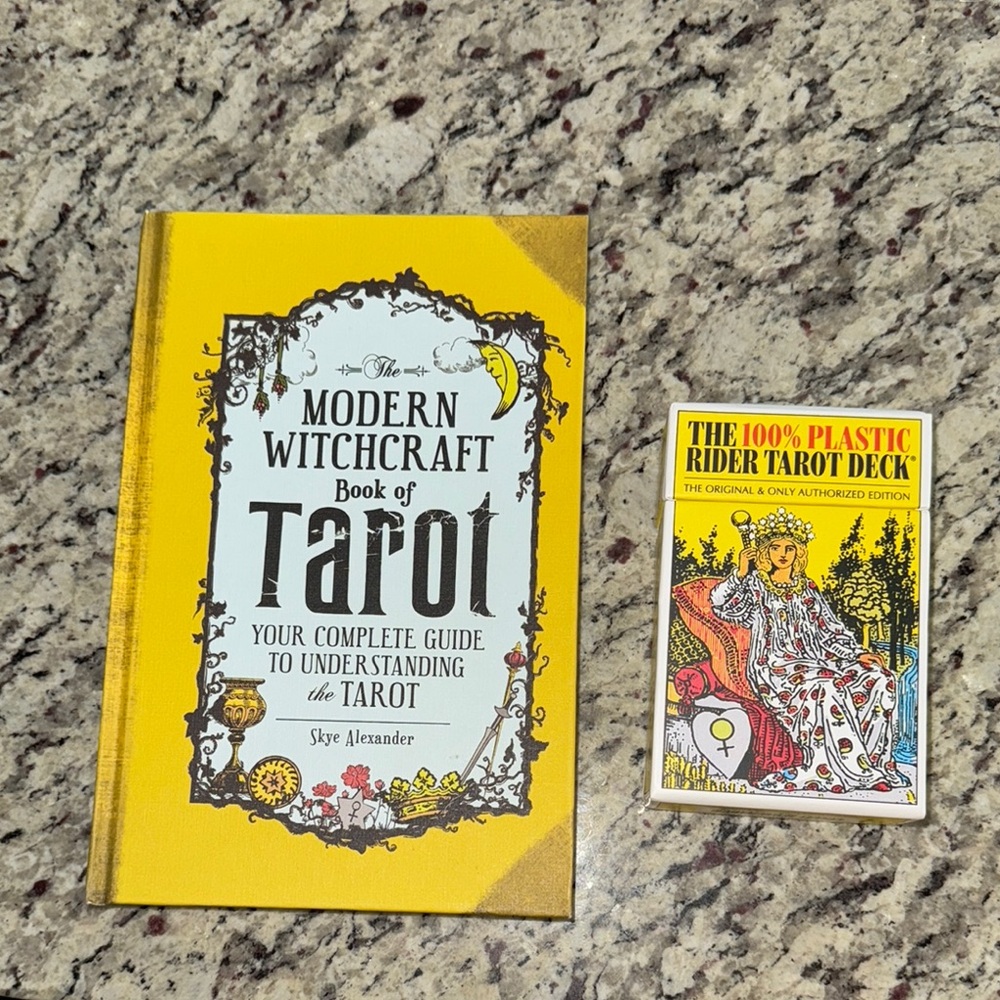 The
MODERN
WITCHCRAFT
Book of
Tarot
YOUR COMPLETE GUIDE
TO UNDERSTANDING
the TAROT
Skye Alexander
THE 100% PLASTIC
RIDER TAROT DECK®
THE ORIGINAL & ONLY AUTHORIZED EDITION